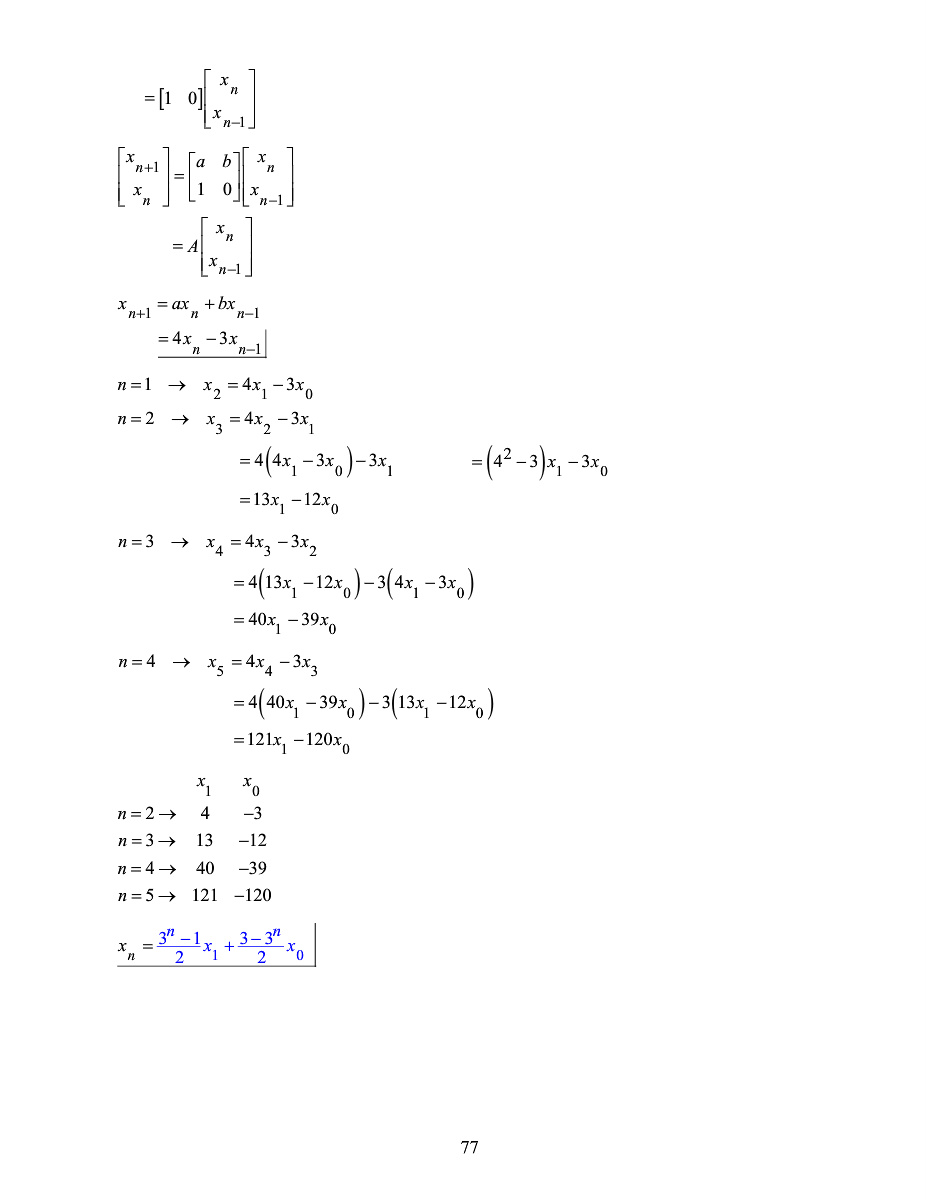 = [1 0] [x_n; x_{n-1}]
[x_{n+1}; x_n] = [a b; 1 0] [x_n; x_{n-1}]
= A [x_n; x_{n-1}]
x_{n+1} = ax_n + bx_{n-1}
= 4x_n − 3x_{n-1}
n = 1 → x_2 = 4x_1 − 3x_0
n = 2 → x_3 = 4x_2 − 3x_1
= 4(4x_1 − 3x_0) − 3x_1 = (4^2 − 3)x_1 − 3x_0
= 13x_1 − 12x_0
n = 3 → x_4 = 4x_3 − 3x_2
= 4(13x_1 − 12x_0) − 3(4x_1 − 3x_0)
= 40x_1 − 39x_0
n = 4 → x_5 = 4x_4 − 3x_3
= 4(40x_1 − 39x_0) − 3(13x_1 − 12x_0)
= 121x_1 − 120x_0
x_1 x_0
n = 2 → 4 −3
n = 3 → 13 −12
n = 4 → 40 −39
n = 5 → 121 −120
x_n = (3^n − 1)/2 x_1 + (3 − 3^n)/2 x_0
77